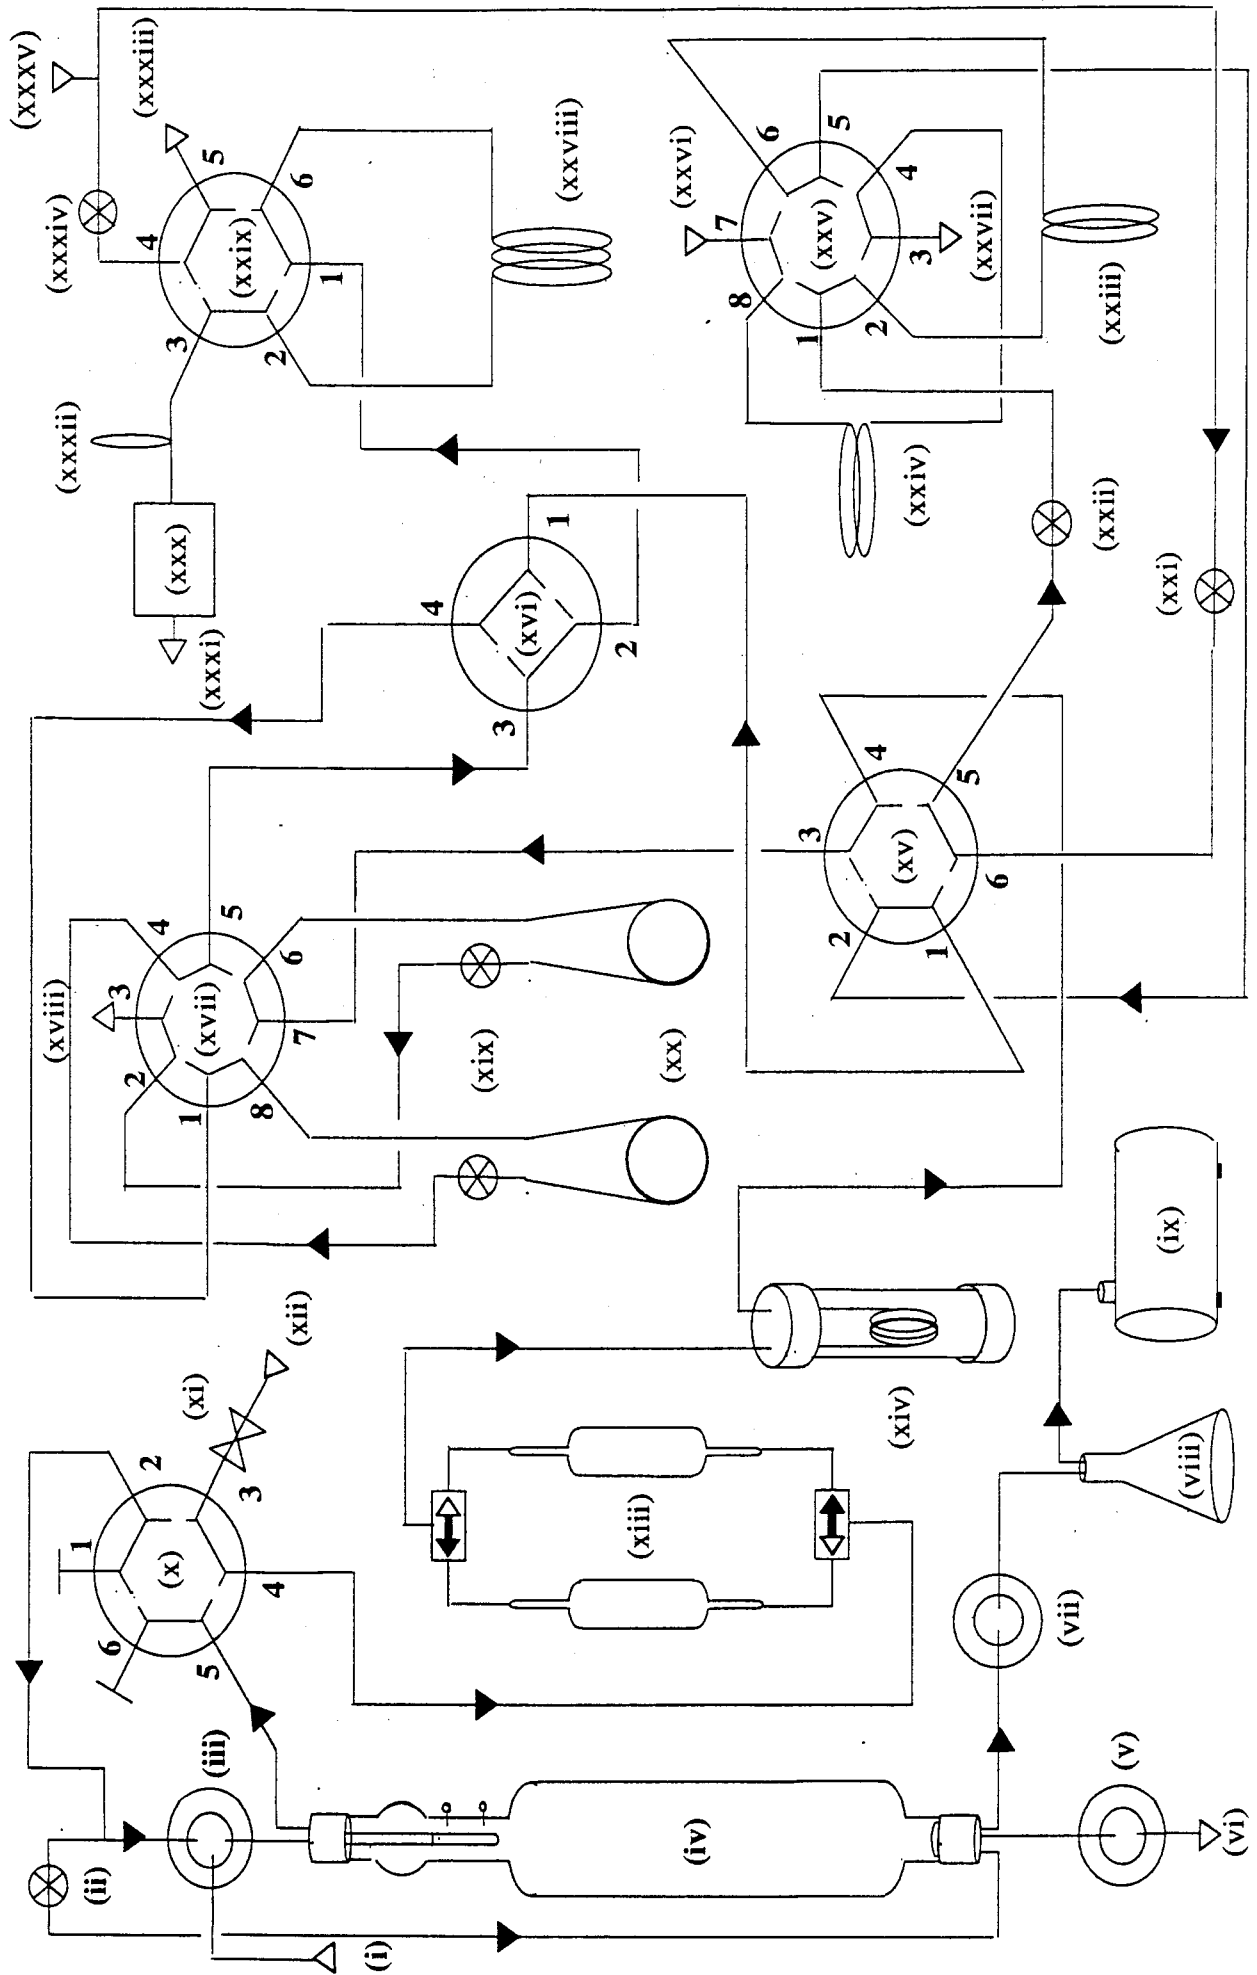 (i)
(ii)
(iii)
(iv)
(v)
(vi)
(vii)
(viii)
(ix)
(x)
1
2
3
4
5
6
(xi)
(xii)
(xiii)
(xiv)
(xv)
1
2
3
4
5
6
(xvi)
1
2
3
4
(xvii)
1
2
3
4
5
6
7
8
(xviii)
(xix)
(xx)
(xxi)
(xxii)
(xxiii)
(xxiv)
(xxv)
1
2
3
4
5
6
7
8
(xxvi)
(xxvii)
(xxviii)
(xxix)
1
2
3
4
5
6
(xxx)
(xxxi)
(xxxii)
(xxxiii)
(xxxiv)
(xxxv)